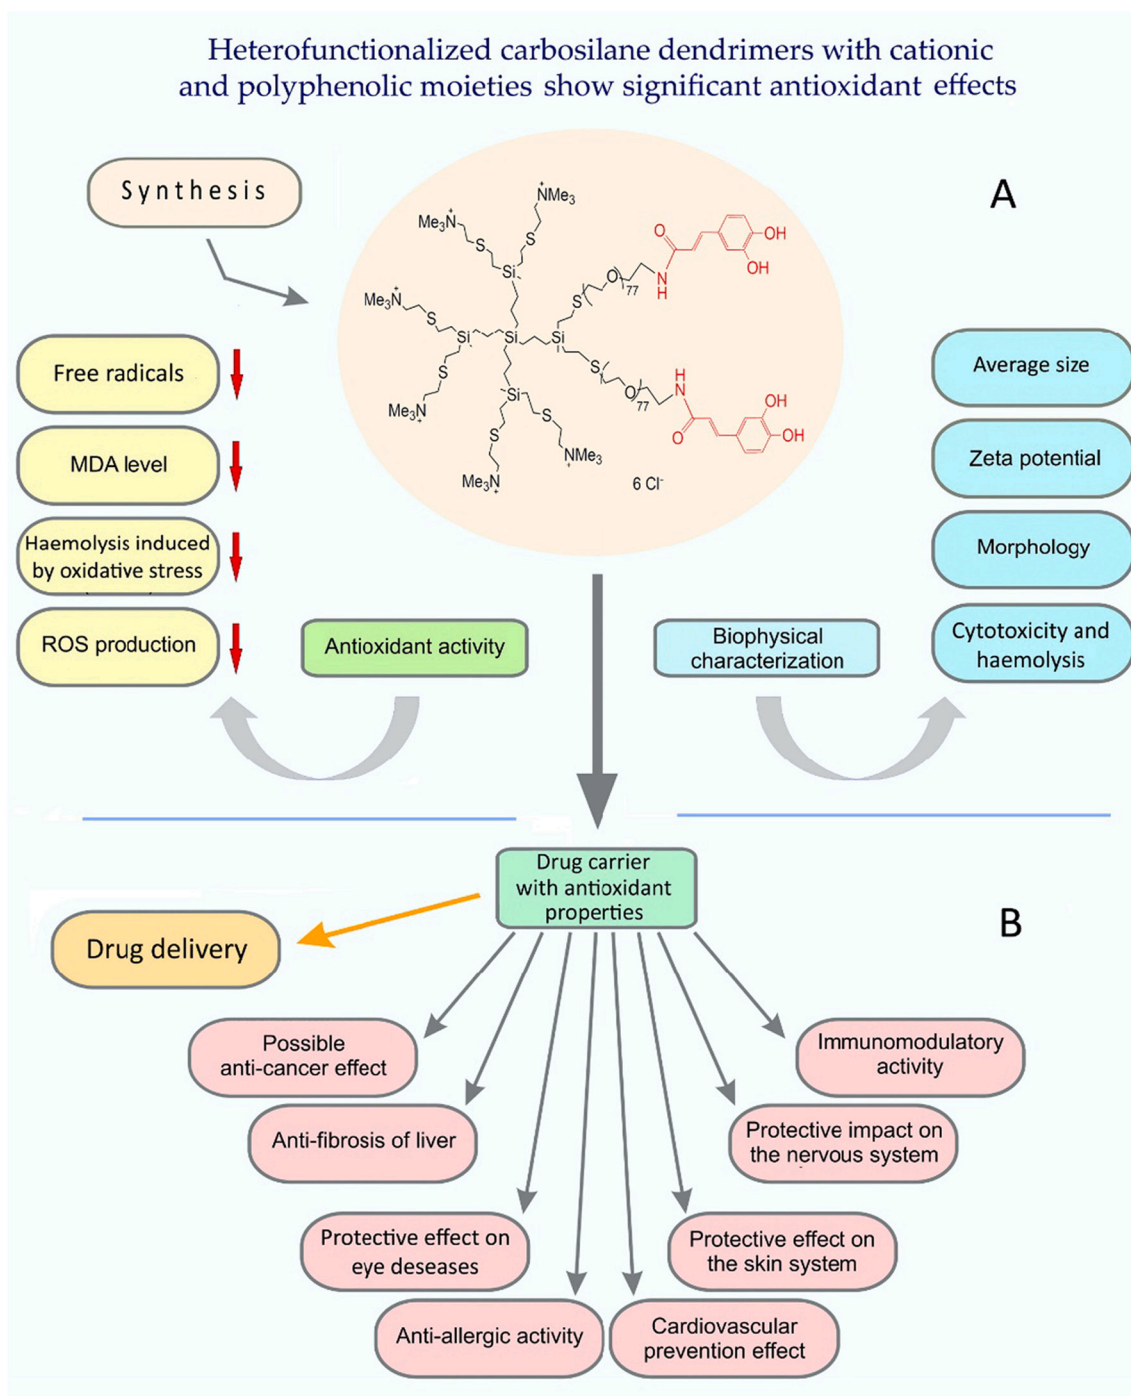 Heterofunctionalized carbosilane dendrimers with cationic
and polyphenolic moieties show significant antioxidant effects
Synthesis
A
NMe3
+
+
Me3N
S
S
Si
O
N
H
OH
OH
S
O
77
+
Me3N
S
Si
Si
Si
S
S
O
77
H
N
O
OH
OH
+
Me3N
Si
S
S
+
NMe3
+
Me3N
6 Cl-
Free radicals
MDA level
Haemolysis induced
by oxidative stress
ROS production
Antioxidant activity
Biophysical
characterization
Average size
Zeta potential
Morphology
Cytotoxicity and
haemolysis
Drug carrier
with antioxidant
properties
B
Drug delivery
Possible
anti-cancer effect
Immunomodulatory
activity
Anti-fibrosis of liver
Protective impact on
the nervous system
Protective effect on
eye deseases
Protective effect on
the skin system
Anti-allergic activity
Cardiovascular
prevention effect